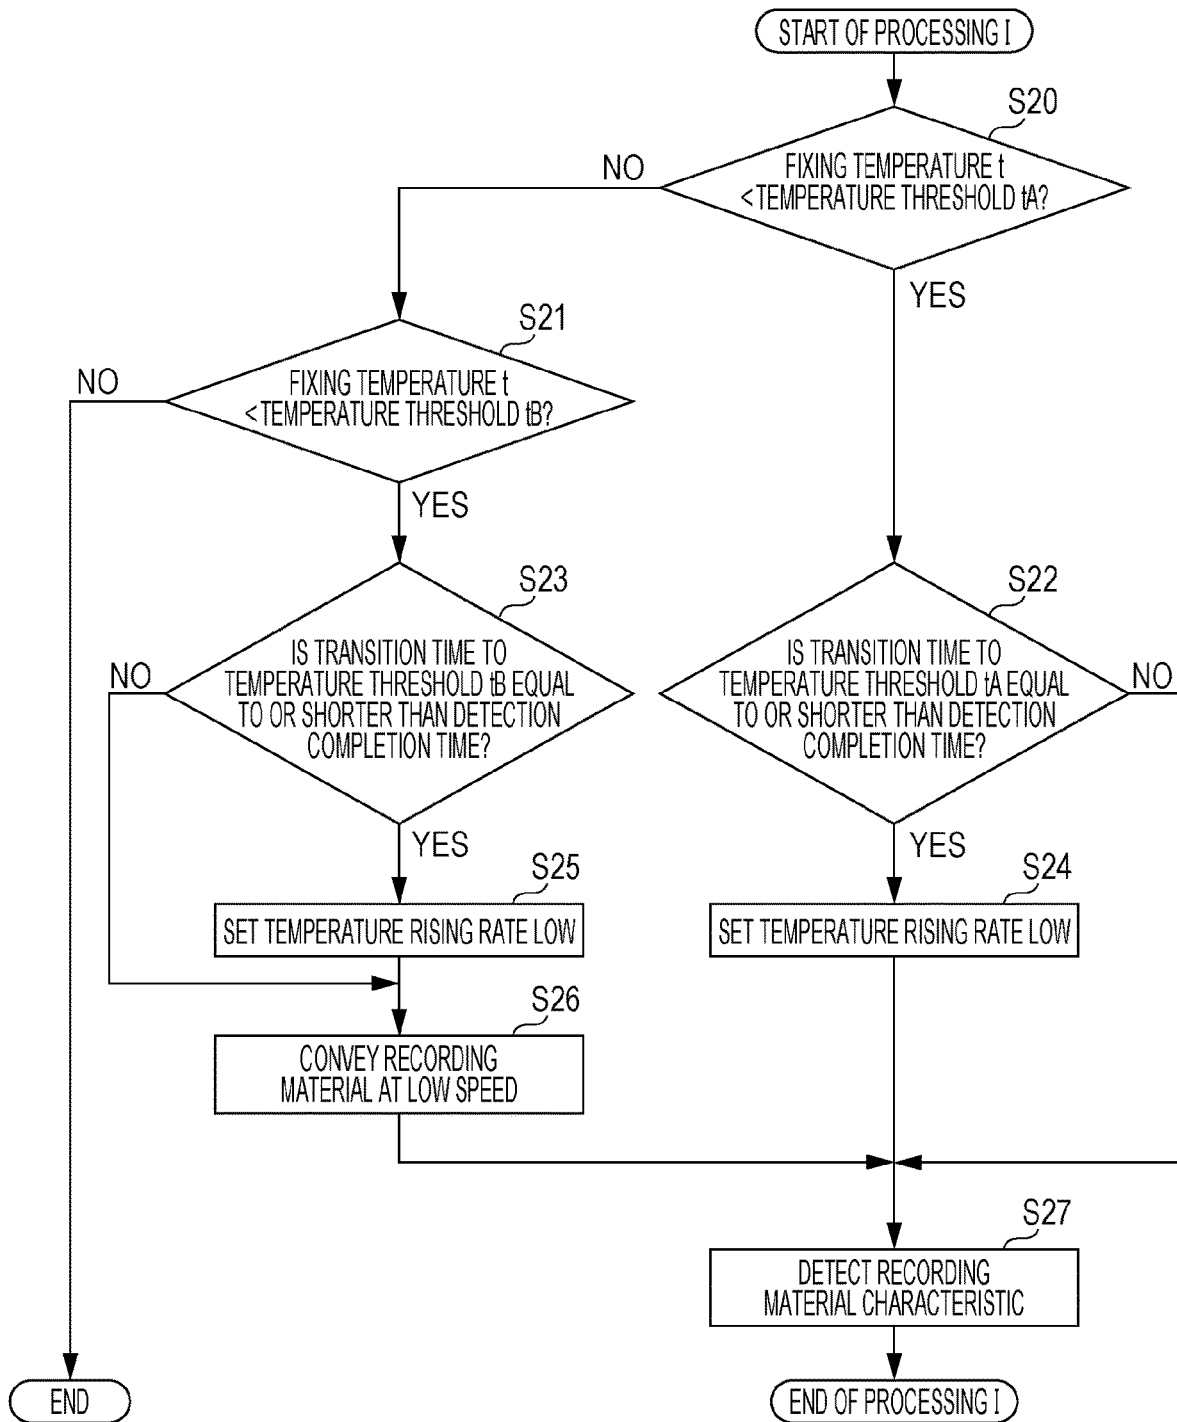 START OF PROCESSING I
S20
FIXING TEMPERATURE t
<TEMPERATURE THRESHOLD tA?
NO
YES
S21
FIXING TEMPERATURE t
<TEMPERATURE THRESHOLD tB?
NO
YES
S23
IS TRANSITION TIME TO
TEMPERATURE THRESHOLD tB EQUAL
TO OR SHORTER THAN DETECTION
COMPLETION TIME?
NO
YES
S22
IS TRANSITION TIME TO
TEMPERATURE THRESHOLD tA EQUAL
TO OR SHORTER THAN DETECTION
COMPLETION TIME?
NO
YES
S25
SET TEMPERATURE RISING RATE LOW
S24
SET TEMPERATURE RISING RATE LOW
S26
CONVEY RECORDING
MATERIAL AT LOW SPEED
S27
DETECT RECORDING
MATERIAL CHARACTERISTIC
END
END OF PROCESSING I